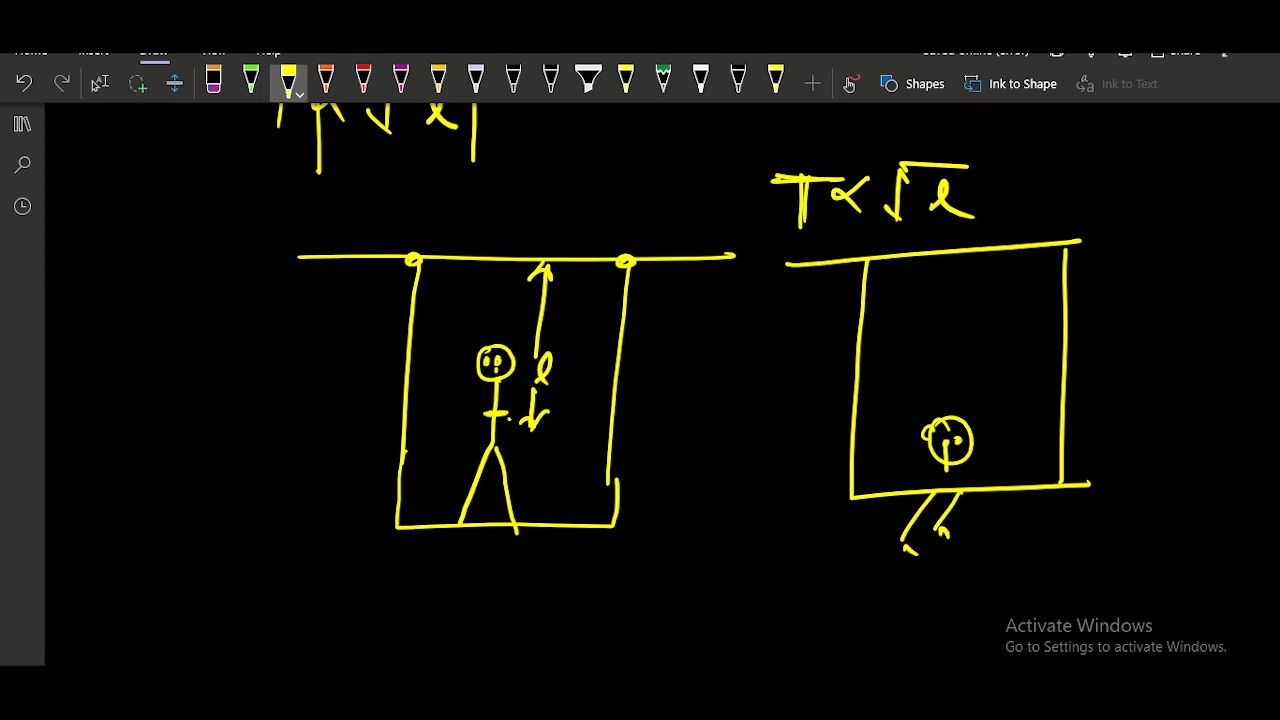 Shapes
Ink to Shape
Ink to Text
T ∝ √l
T ∝ √l
l
Activate Windows
Go to Settings to activate Windows.